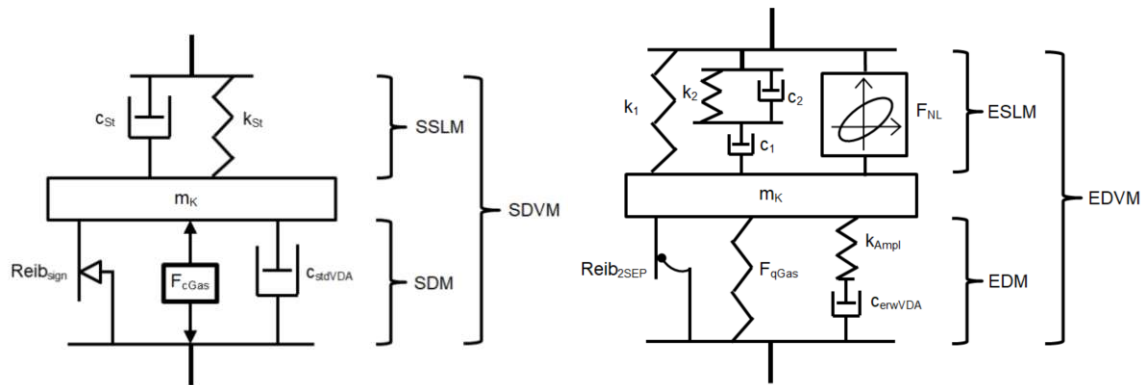 c_St
k_St
SSLM
m_K
SDVM
Reib_sign
F_cGas
c_stdVDA
SDM
k_1
k_2
c_2
c_1
F_NL
ESLM
m_K
EDVM
Reib_2SEP
F_qGas
k_Ampl
c_erwVDA
EDM